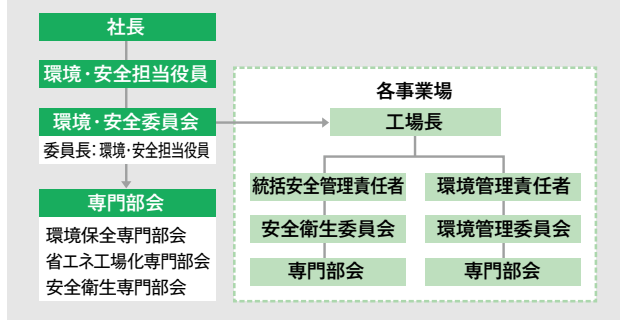 社長
環境・安全担当役員
環境・安全委員会
委員長：環境・安全担当役員
専門部会
環境保全専門部会
省エネ工場化専門部会
安全衛生専門部会
各事業場
工場長
統括安全管理責任者
環境管理責任者
安全衛生委員会
環境管理委員会
専門部会
専門部会